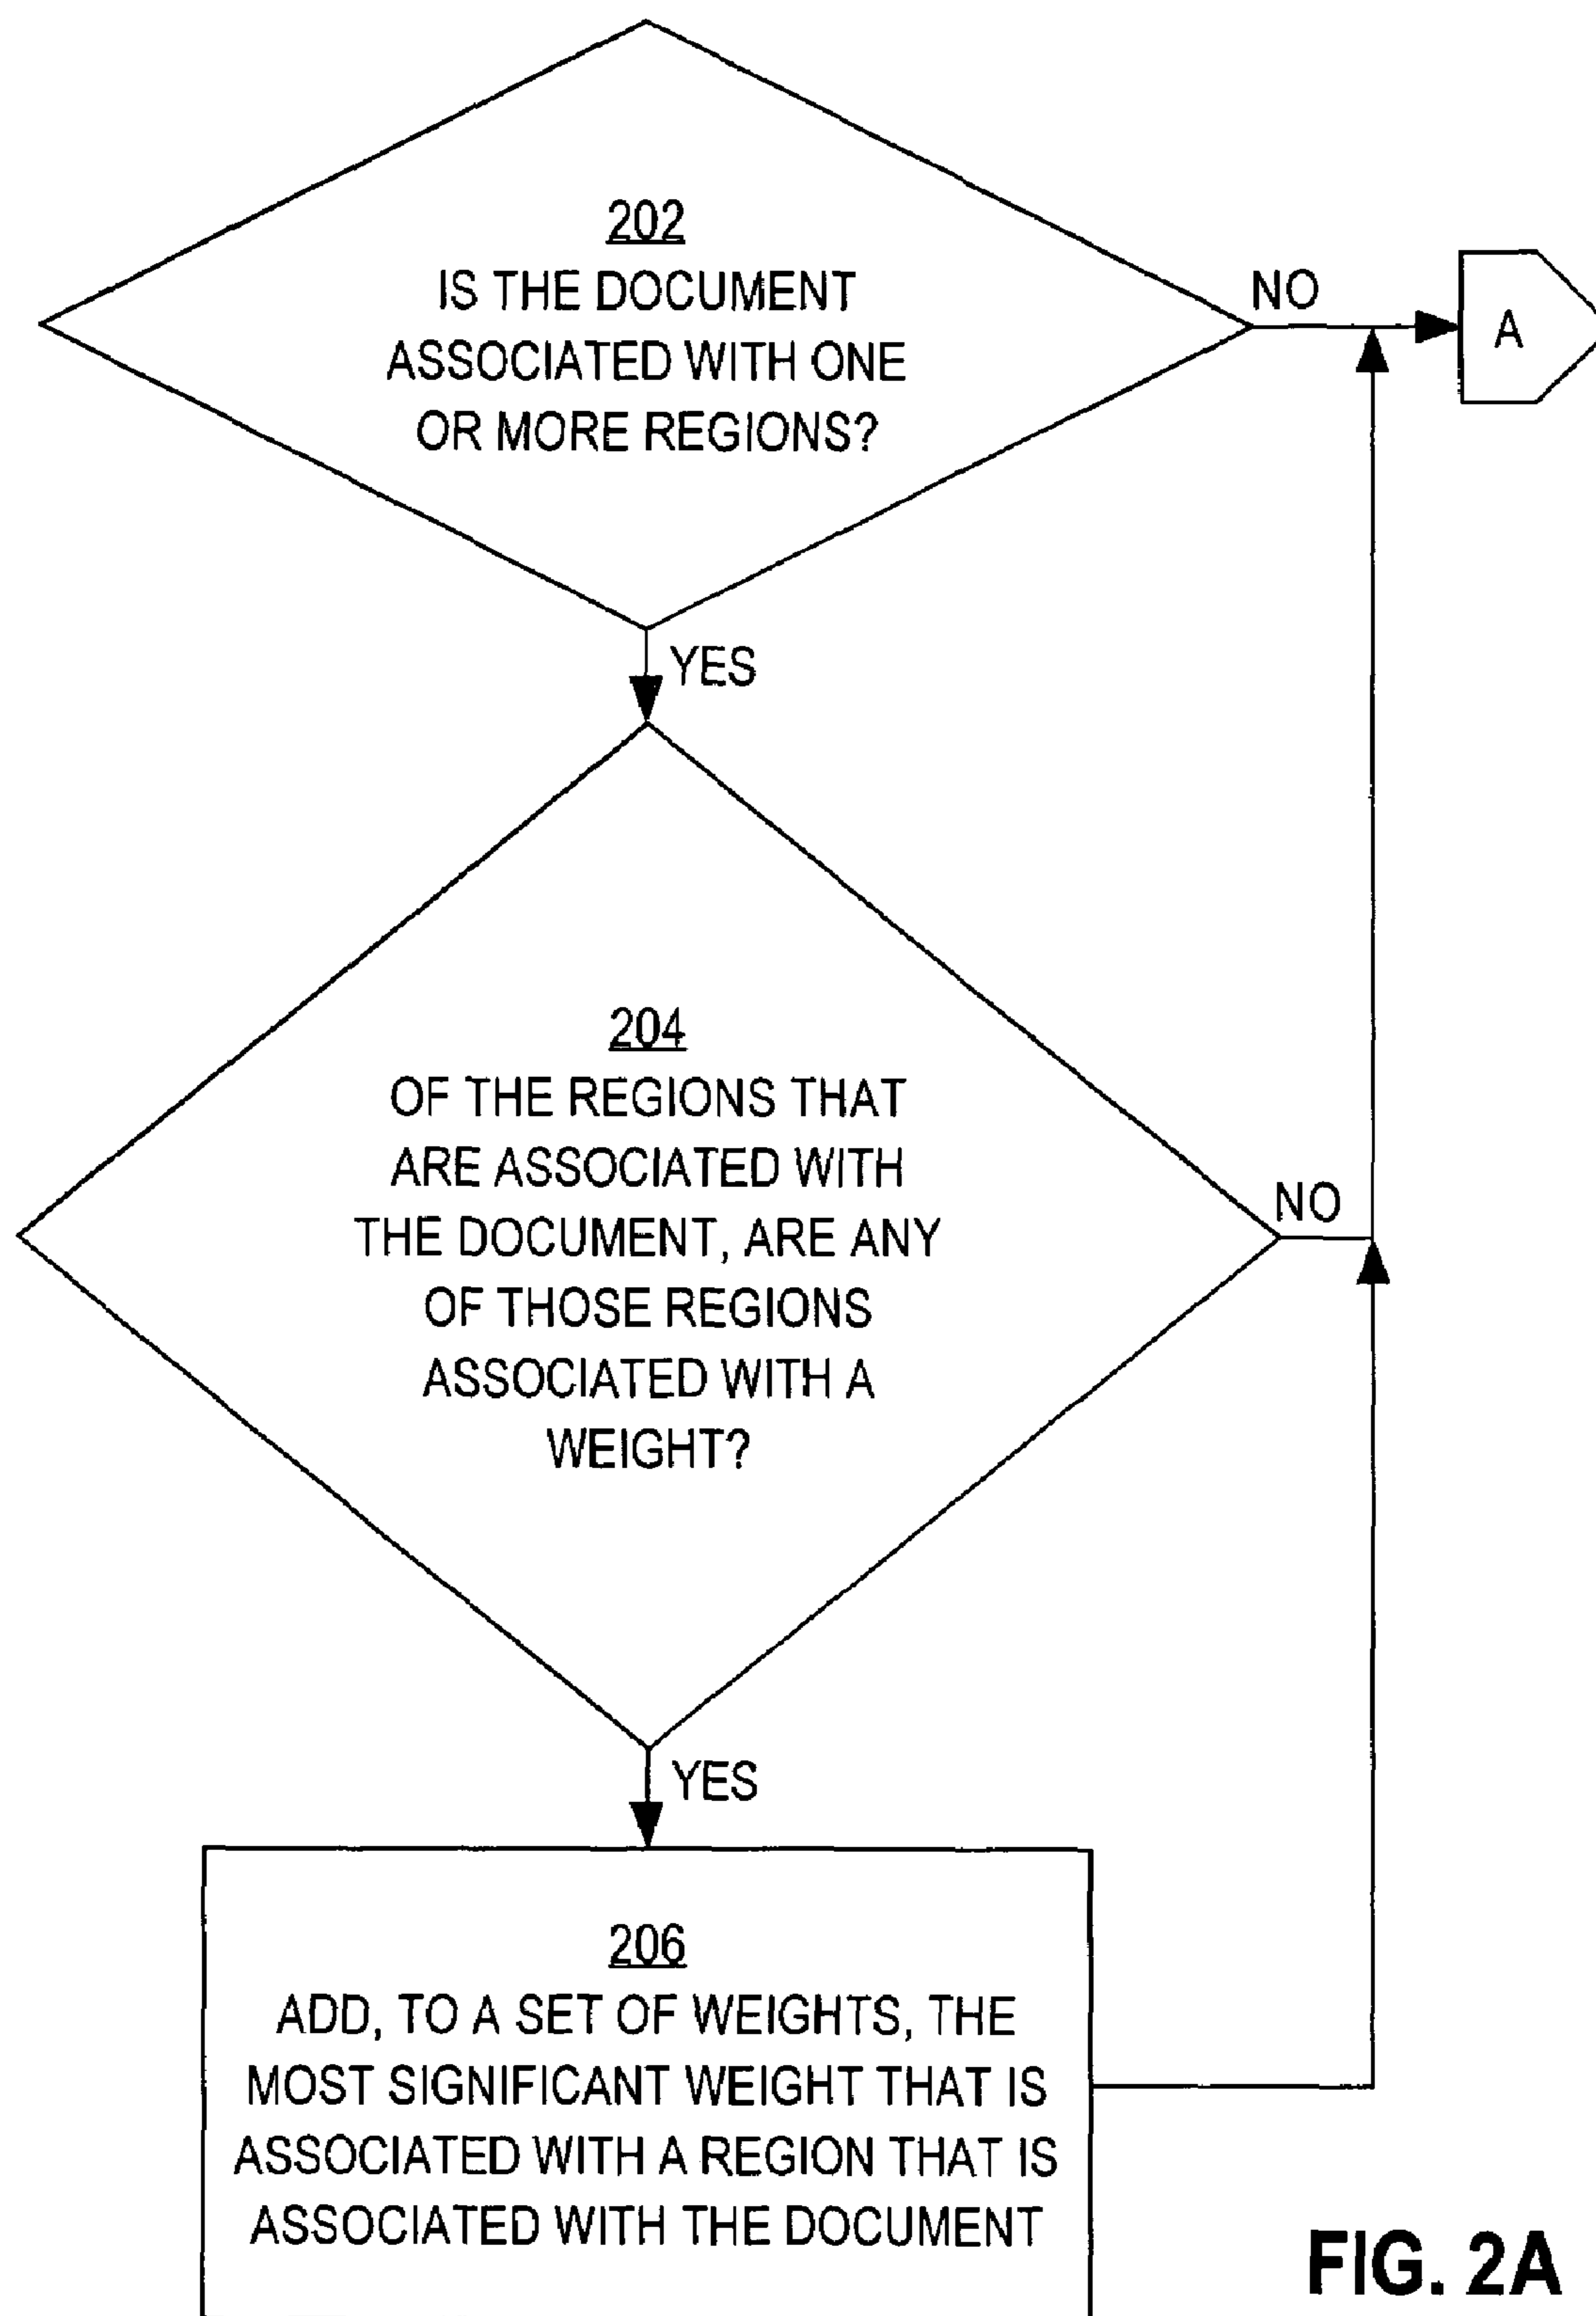 202
IS THE DOCUMENT
ASSOCIATED WITH ONE
OR MORE REGIONS?
NO
A
YES
204
OF THE REGIONS THAT
ARE ASSOCIATED WITH
THE DOCUMENT, ARE ANY
OF THOSE REGIONS
ASSOCIATED WITH A
WEIGHT?
NO
YES
206
ADD, TO A SET OF WEIGHTS, THE
MOST SIGNIFICANT WEIGHT THAT IS
ASSOCIATED WITH A REGION THAT IS
ASSOCIATED WITH THE DOCUMENT
FIG. 2A